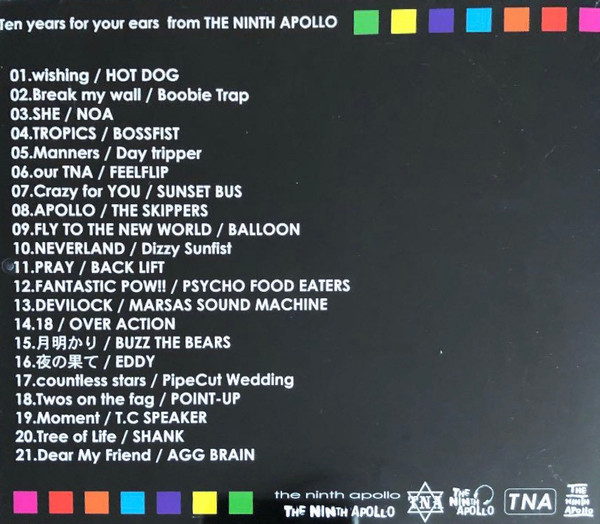 Ten years for your ears from THE NINTH APOLLO
01.wishing / HOT DOG
02.Break my wall / Boobie Trap
03.SHE / NOA
04.TROPICS / BOSSFIST
05.Manners / Day tripper
06.our TNA / FEELFLIP
07.Crazy for YOU / SUNSET BUS
08.APOLLO / THE SKIPPERS
09.FLY TO THE NEW WORLD / BALLOON
10.NEVERLAND / Dizzy Sunfist
11.PRAY / BACK LIFT
12.FANTASTIC POW!! / PSYCHO FOOD EATERS
13.DEVILOCK / MARSAS SOUND MACHINE
14.18 / OVER ACTION
15.月明かり / BUZZ THE BEARS
16.夜の果て / EDDY
17.countless stars / PipeCut Wedding
18.Twos on the fag / POINT-UP
19.Moment / T.C SPEAKER
20.Tree of Life / SHANK
21.Dear My Friend / AGG BRAIN
the ninth apollo
THE NINTH APOLLO
TNA
THE NINTH APOLLO
TNA
THE NINTH APOLLO